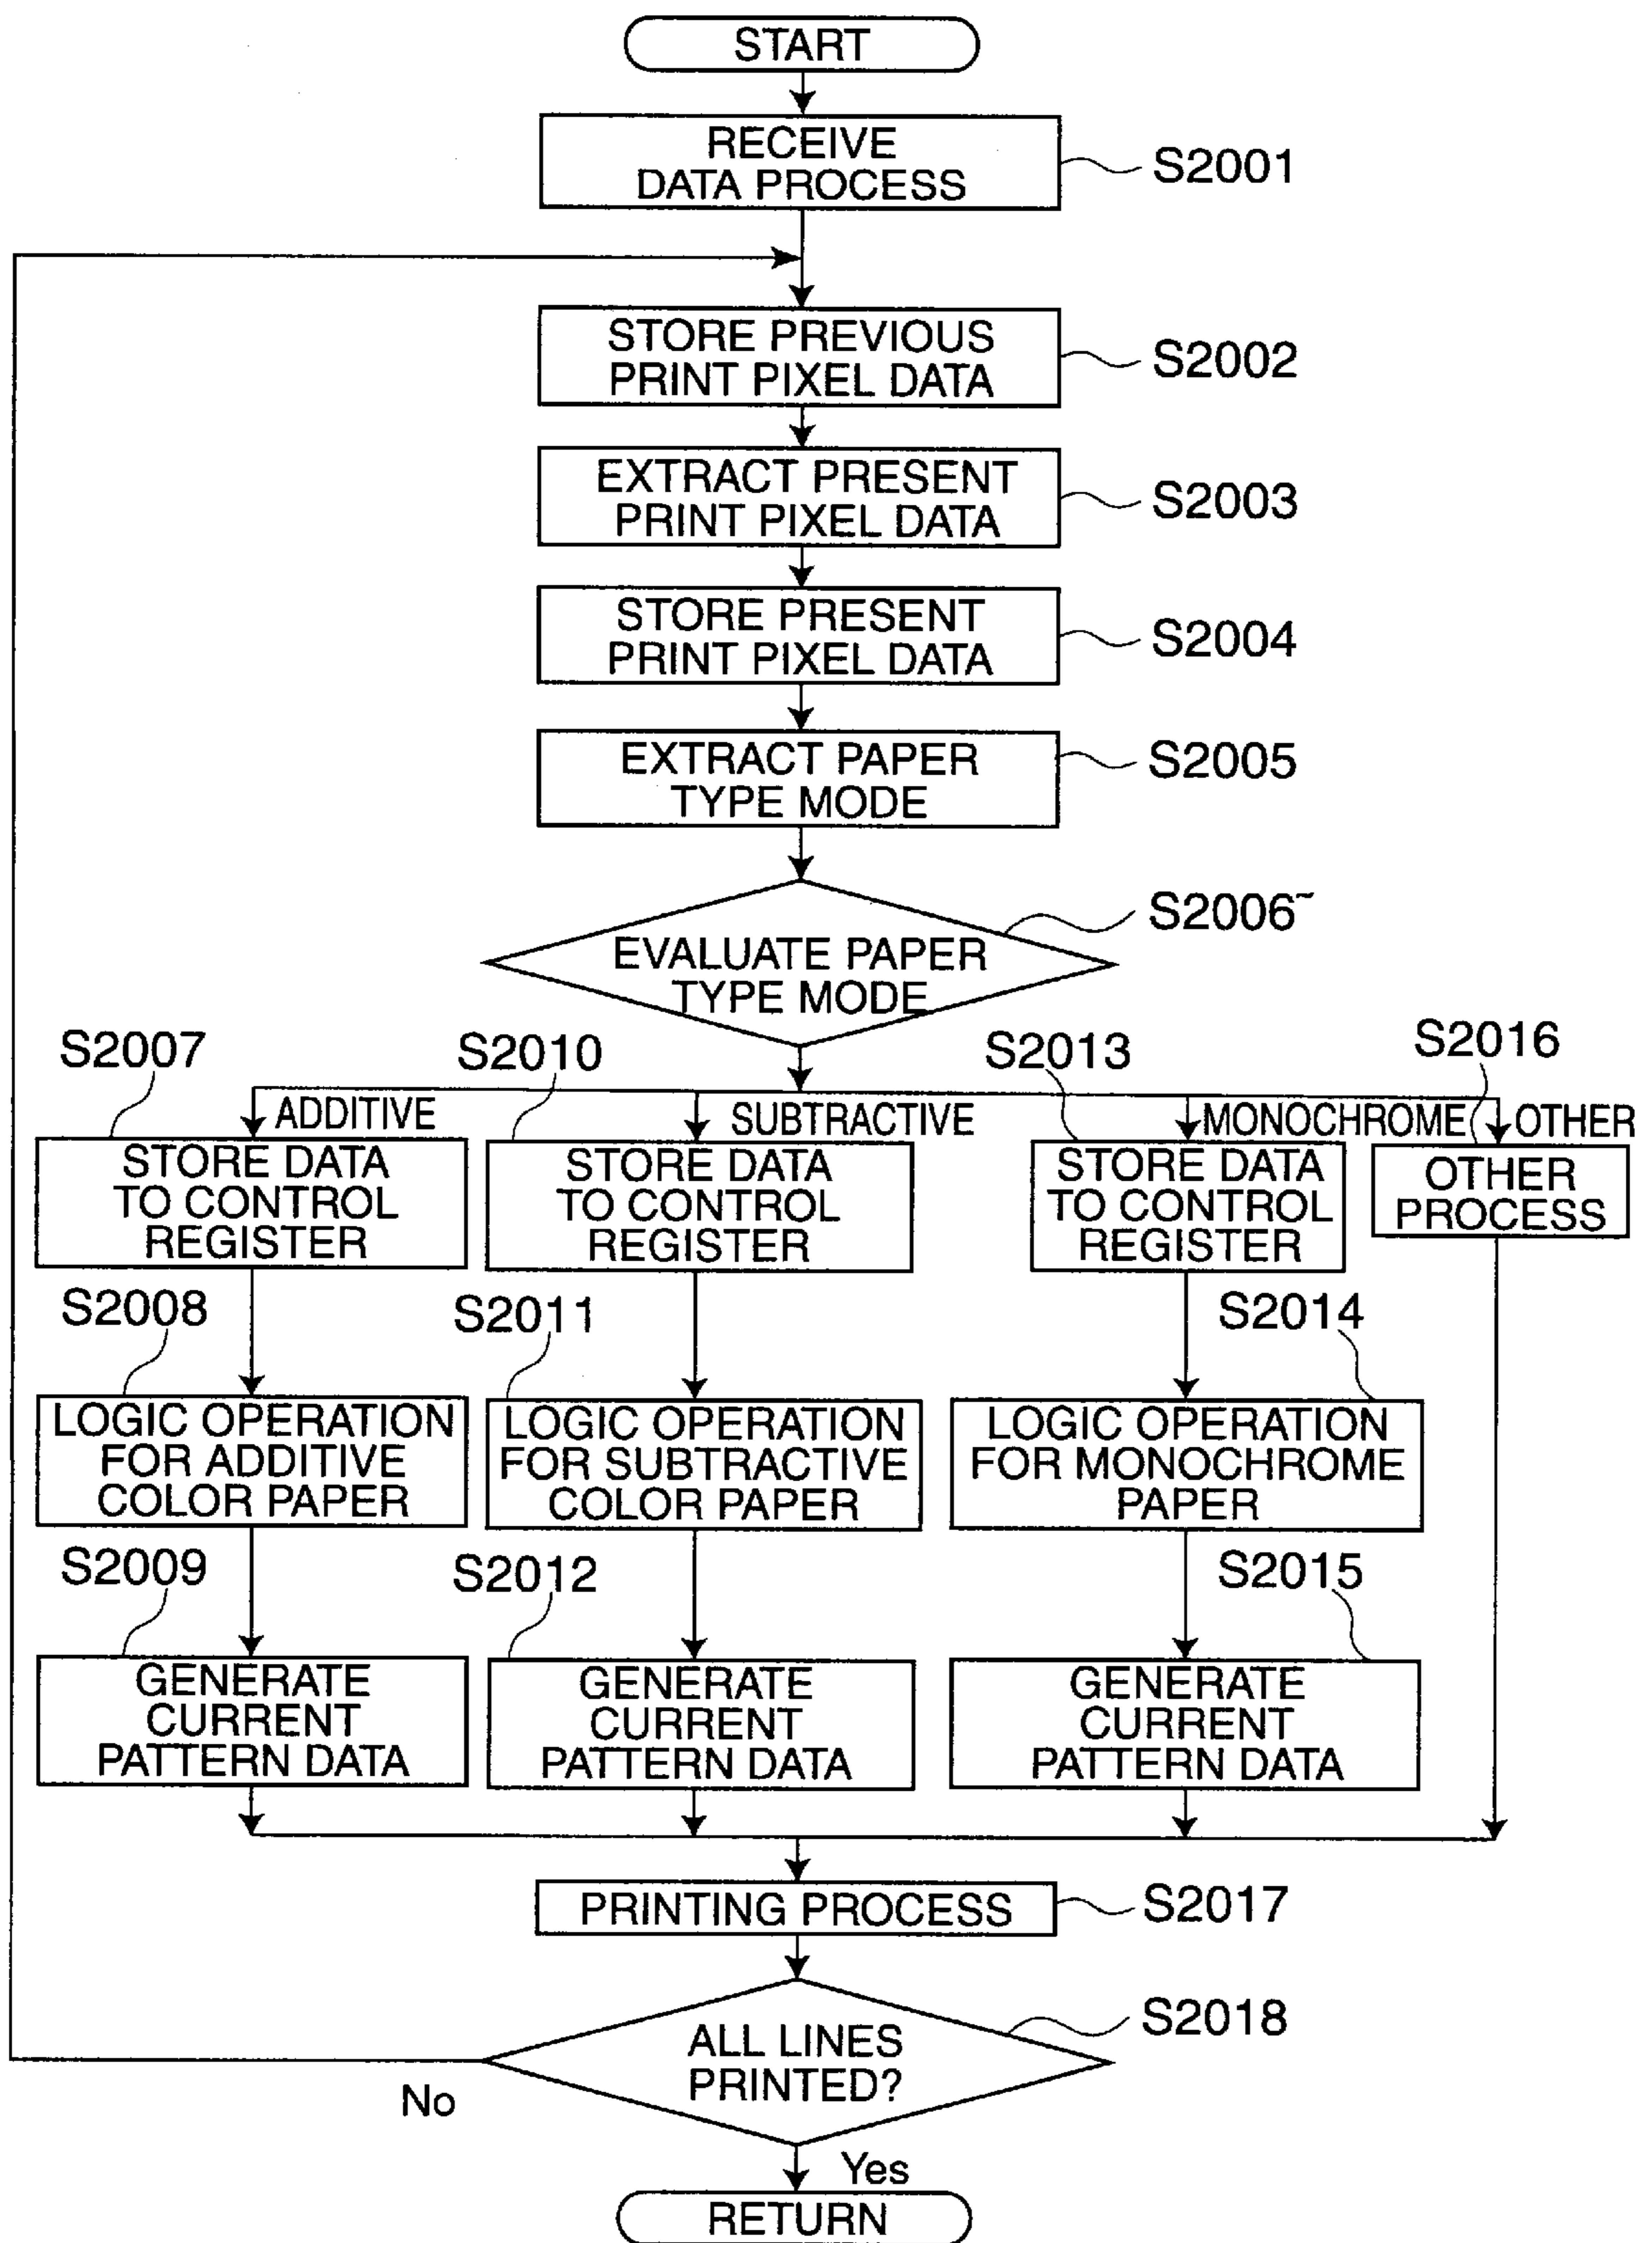 START
RECEIVE
DATA PROCESS
S2001
STORE PREVIOUS
PRINT PIXEL DATA
S2002
EXTRACT PRESENT
PRINT PIXEL DATA
S2003
STORE PRESENT
PRINT PIXEL DATA
S2004
EXTRACT PAPER
TYPE MODE
S2005
EVALUATE PAPER
TYPE MODE
S2006
S2007
ADDITIVE
STORE DATA
TO CONTROL
REGISTER
S2010
SUBTRACTIVE
STORE DATA
TO CONTROL
REGISTER
S2013
MONOCHROME
STORE DATA
TO CONTROL
REGISTER
S2016
OTHER
OTHER
PROCESS
S2008
LOGIC OPERATION
FOR ADDITIVE
COLOR PAPER
S2011
LOGIC OPERATION
FOR SUBTRACTIVE
COLOR PAPER
S2014
LOGIC OPERATION
FOR MONOCHROME
PAPER
S2009
GENERATE
CURRENT
PATTERN DATA
S2012
GENERATE
CURRENT
PATTERN DATA
S2015
GENERATE
CURRENT
PATTERN DATA
PRINTING PROCESS
S2017
ALL LINES
PRINTED?
S2018
No
Yes
RETURN